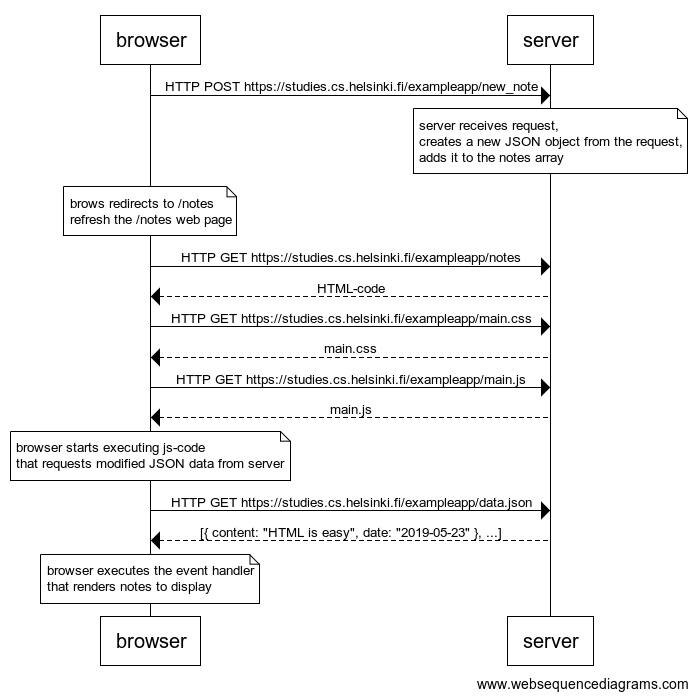 browser
server
HTTP POST https://studies.cs.helsinki.fi/exampleapp/new_note
server receives request,
creates a new JSON object from the request,
adds it to the notes array
brows redirects to /notes
refresh the /notes web page
HTTP GET https://studies.cs.helsinki.fi/exampleapp/notes
HTML-code
HTTP GET https://studies.cs.helsinki.fi/exampleapp/main.css
main.css
HTTP GET https://studies.cs.helsinki.fi/exampleapp/main.js
main.js
browser starts executing js-code
that requests modified JSON data from server
HTTP GET https://studies.cs.helsinki.fi/exampleapp/data.json
[{ content: "HTML is easy", date: "2019-05-23" }, ...]
browser executes the event handler
that renders notes to display
browser
server
www.websequencediagrams.com